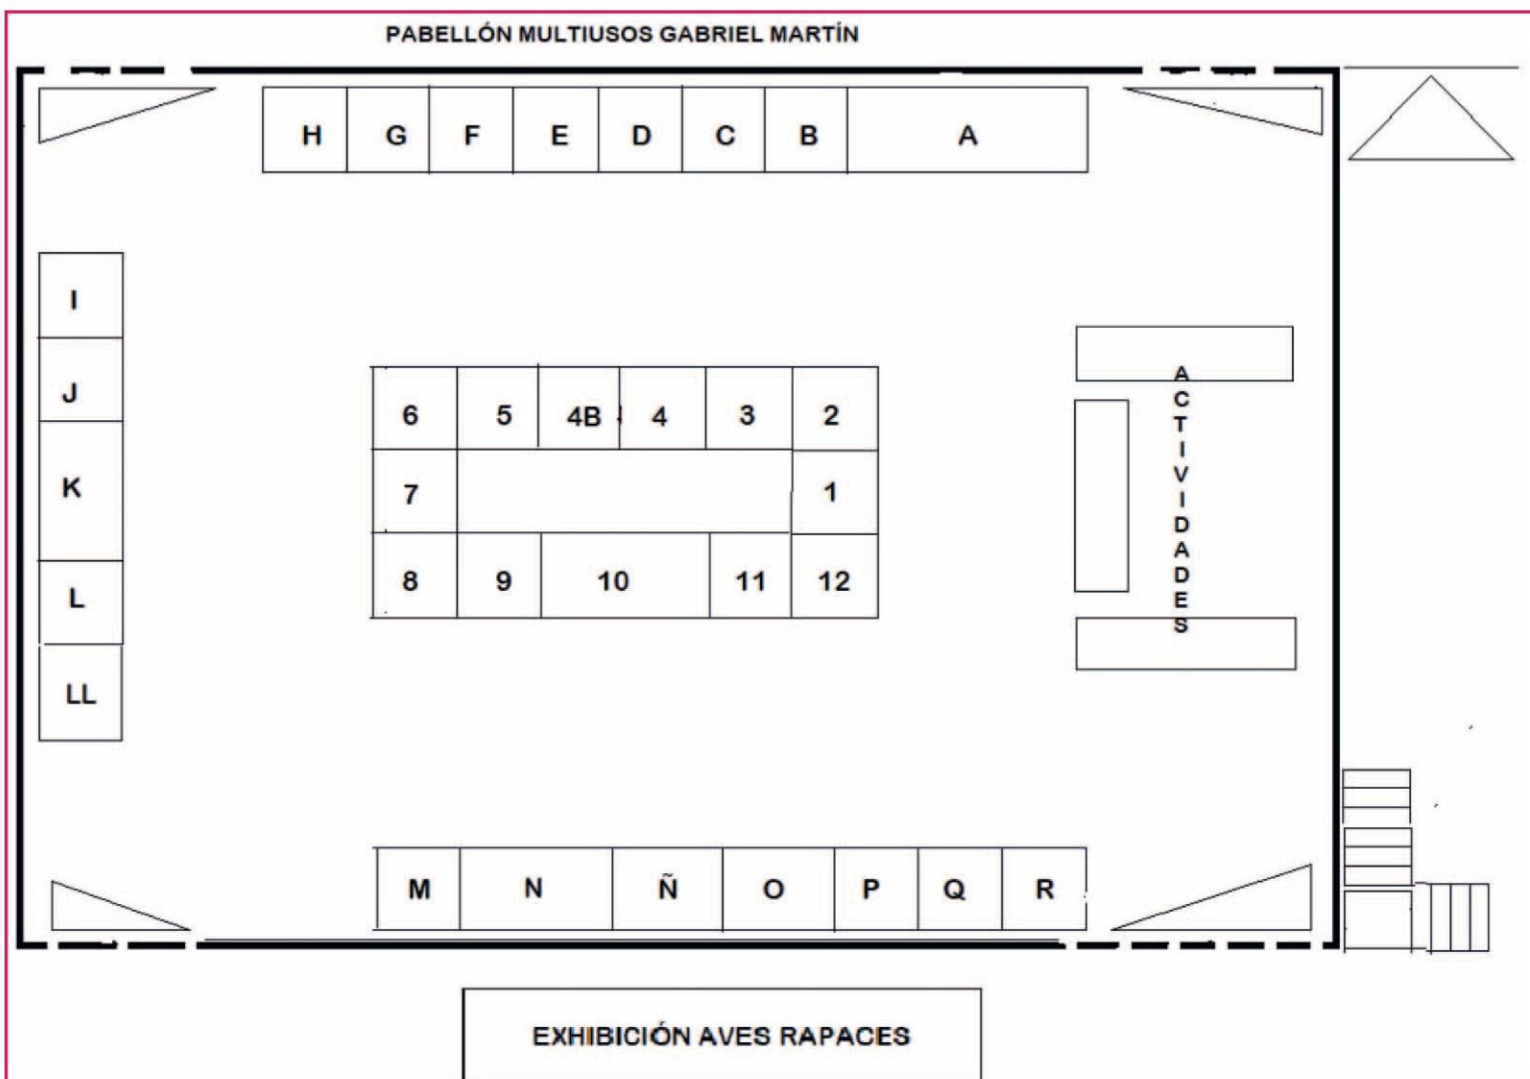 PABELLÓN MULTIUSOS GABRIEL MARTÍN
H G F E D C B A
I
J
K
L
LL
6 5 4B 4 3 2
7 1
8 9 10 11 12
ACTIVIDADES
M N Ñ O P Q R
EXHIBICIÓN AVES RAPACES